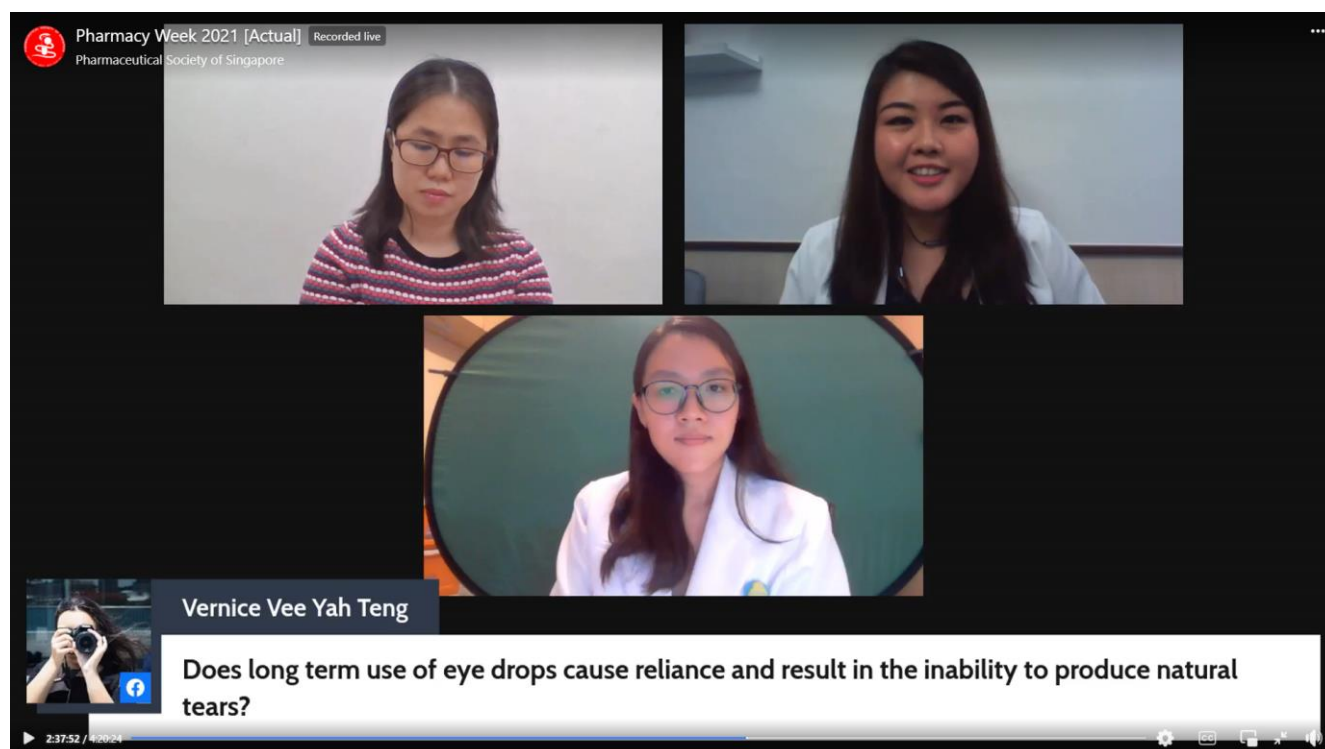 Pharmacy Week 2021 [Actual] Recorded live
Pharmaceutical Society of Singapore
Vernice Vee Yah Teng
Does long term use of eye drops cause reliance and result in the inability to produce natural
tears?
2:37:52 / 4:20:24
CC